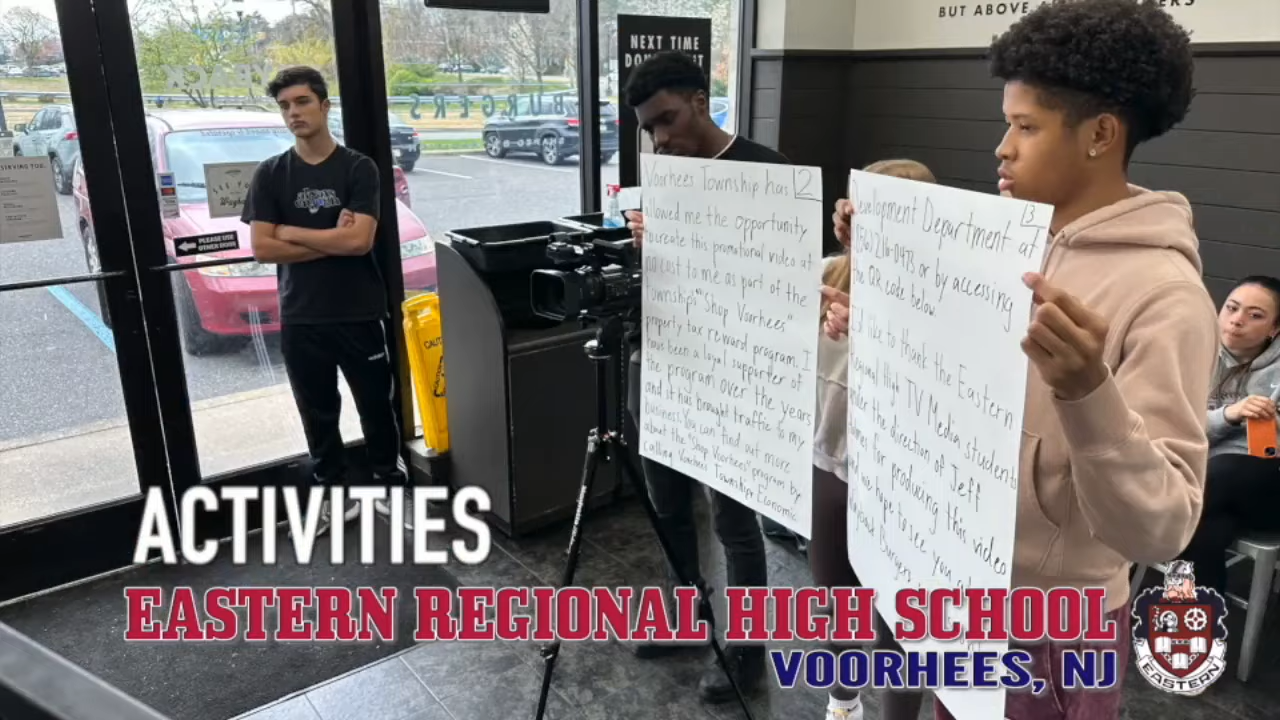 BUT ABOVE
NEXT TIME
BURGERS
SERVING YOU
PLEASE USE
OTHER DOOR
Voorhees Township has 2
allowed me the opportunity
to create this promotional video at
no cost to me as part of the
Townships "Shop Voorhees"
property tax reward program. I
have been a loyal supporter of
the program over the years
and it has brought traffic to my
business. You can find out more
about the "Shop Voorhees" program by
calling Voorhees Townships Economic
3
Development Department at
(856) 216-0473 or by accessing
the QR code below.
I'd like to thank the Eastern
Regional High TV Media students
under the direction of Jeff
for producing this video
and we hope to see you at
Burgers
ACTIVITIES
EASTERN REGIONAL HIGH SCHOOL
VOORHEES, NJ
EASTERN